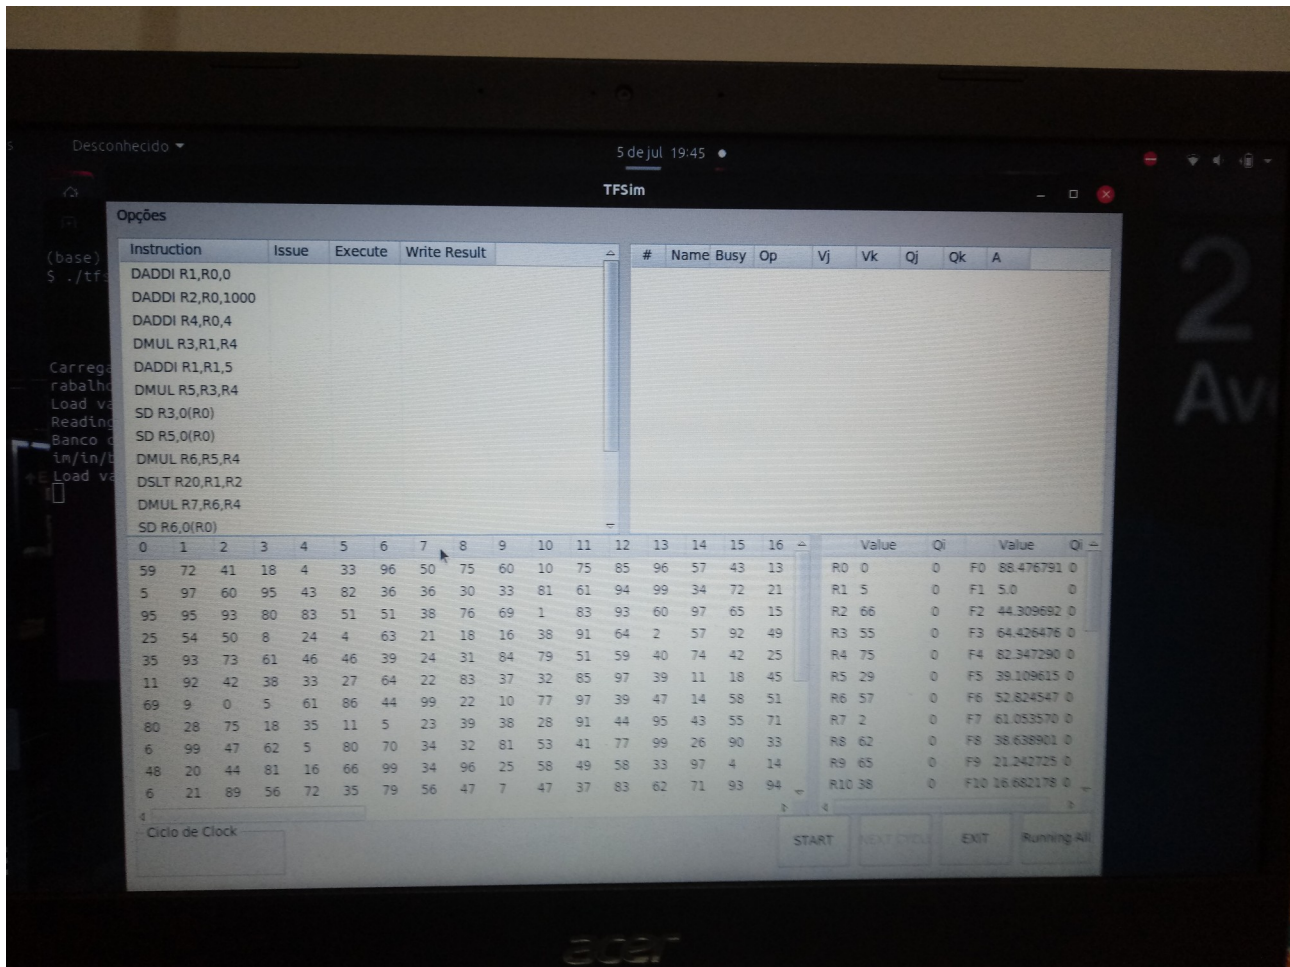 Desconhecido
5 de jul 19:45
TFSim
Opções
(base)
$ ./tfs
Carrega
rabalho
Load va
Reading
Banco
im/in/b
Load va
2
Av
Instruction Issue Execute Write Result
DADDI R1,R0,0
DADDI R2,R0,1000
DADDI R4,R0,4
DMUL R3,R1,R4
DADDI R1,R1,5
DMUL R5,R3,R4
SD R3,0(R0)
SD R5,0(R0)
DMUL R6,R5,R4
DSLT R20,R1,R2
DMUL R7,R6,R4
SD R6,0(R0)
# Name Busy Op Vj Vk Qj Qk A
0 1 2 3 4 5 6 7 8 9 10 11 12 13 14 15 16
59 72 41 18 4 33 96 50 75 60 10 75 85 96 57 43 13
5 97 60 95 43 82 36 36 30 33 81 61 94 99 34 72 21
95 95 93 80 83 51 51 38 76 69 1 83 93 60 97 65 15
25 54 50 8 24 4 63 21 18 16 38 91 64 2 57 92 49
35 93 73 61 46 46 39 24 31 84 79 51 59 40 74 42 25
11 92 42 38 33 27 64 22 83 37 32 85 97 39 11 18 45
69 9 0 5 61 86 44 99 22 10 77 97 39 47 14 58 51
80 28 75 18 35 11 5 23 39 38 28 91 44 95 43 55 71
6 99 47 62 5 80 70 34 32 81 53 41 77 99 26 90 33
48 20 44 81 16 66 99 34 96 25 58 49 58 33 97 4 14
6 21 89 56 72 35 79 56 47 7 47 37 83 62 71 93 94
Value Qi Value Qi
R0 0 0 F0 88.476791 0
R1 5 0 F1 5.0 0
R2 66 0 F2 44.309692 0
R3 55 0 F3 64.426476 0
R4 75 0 F4 82.347290 0
R5 29 0 F5 39.109615 0
R6 57 0 F6 52.824547 0
R7 2 0 F7 61.053570 0
R8 62 0 F8 38.638901 0
R9 65 0 F9 21.242725 0
R10 38 0 F10 16.682178 0
Ciclo de Clock
START NEXT CYCLE EXIT Running All
acer